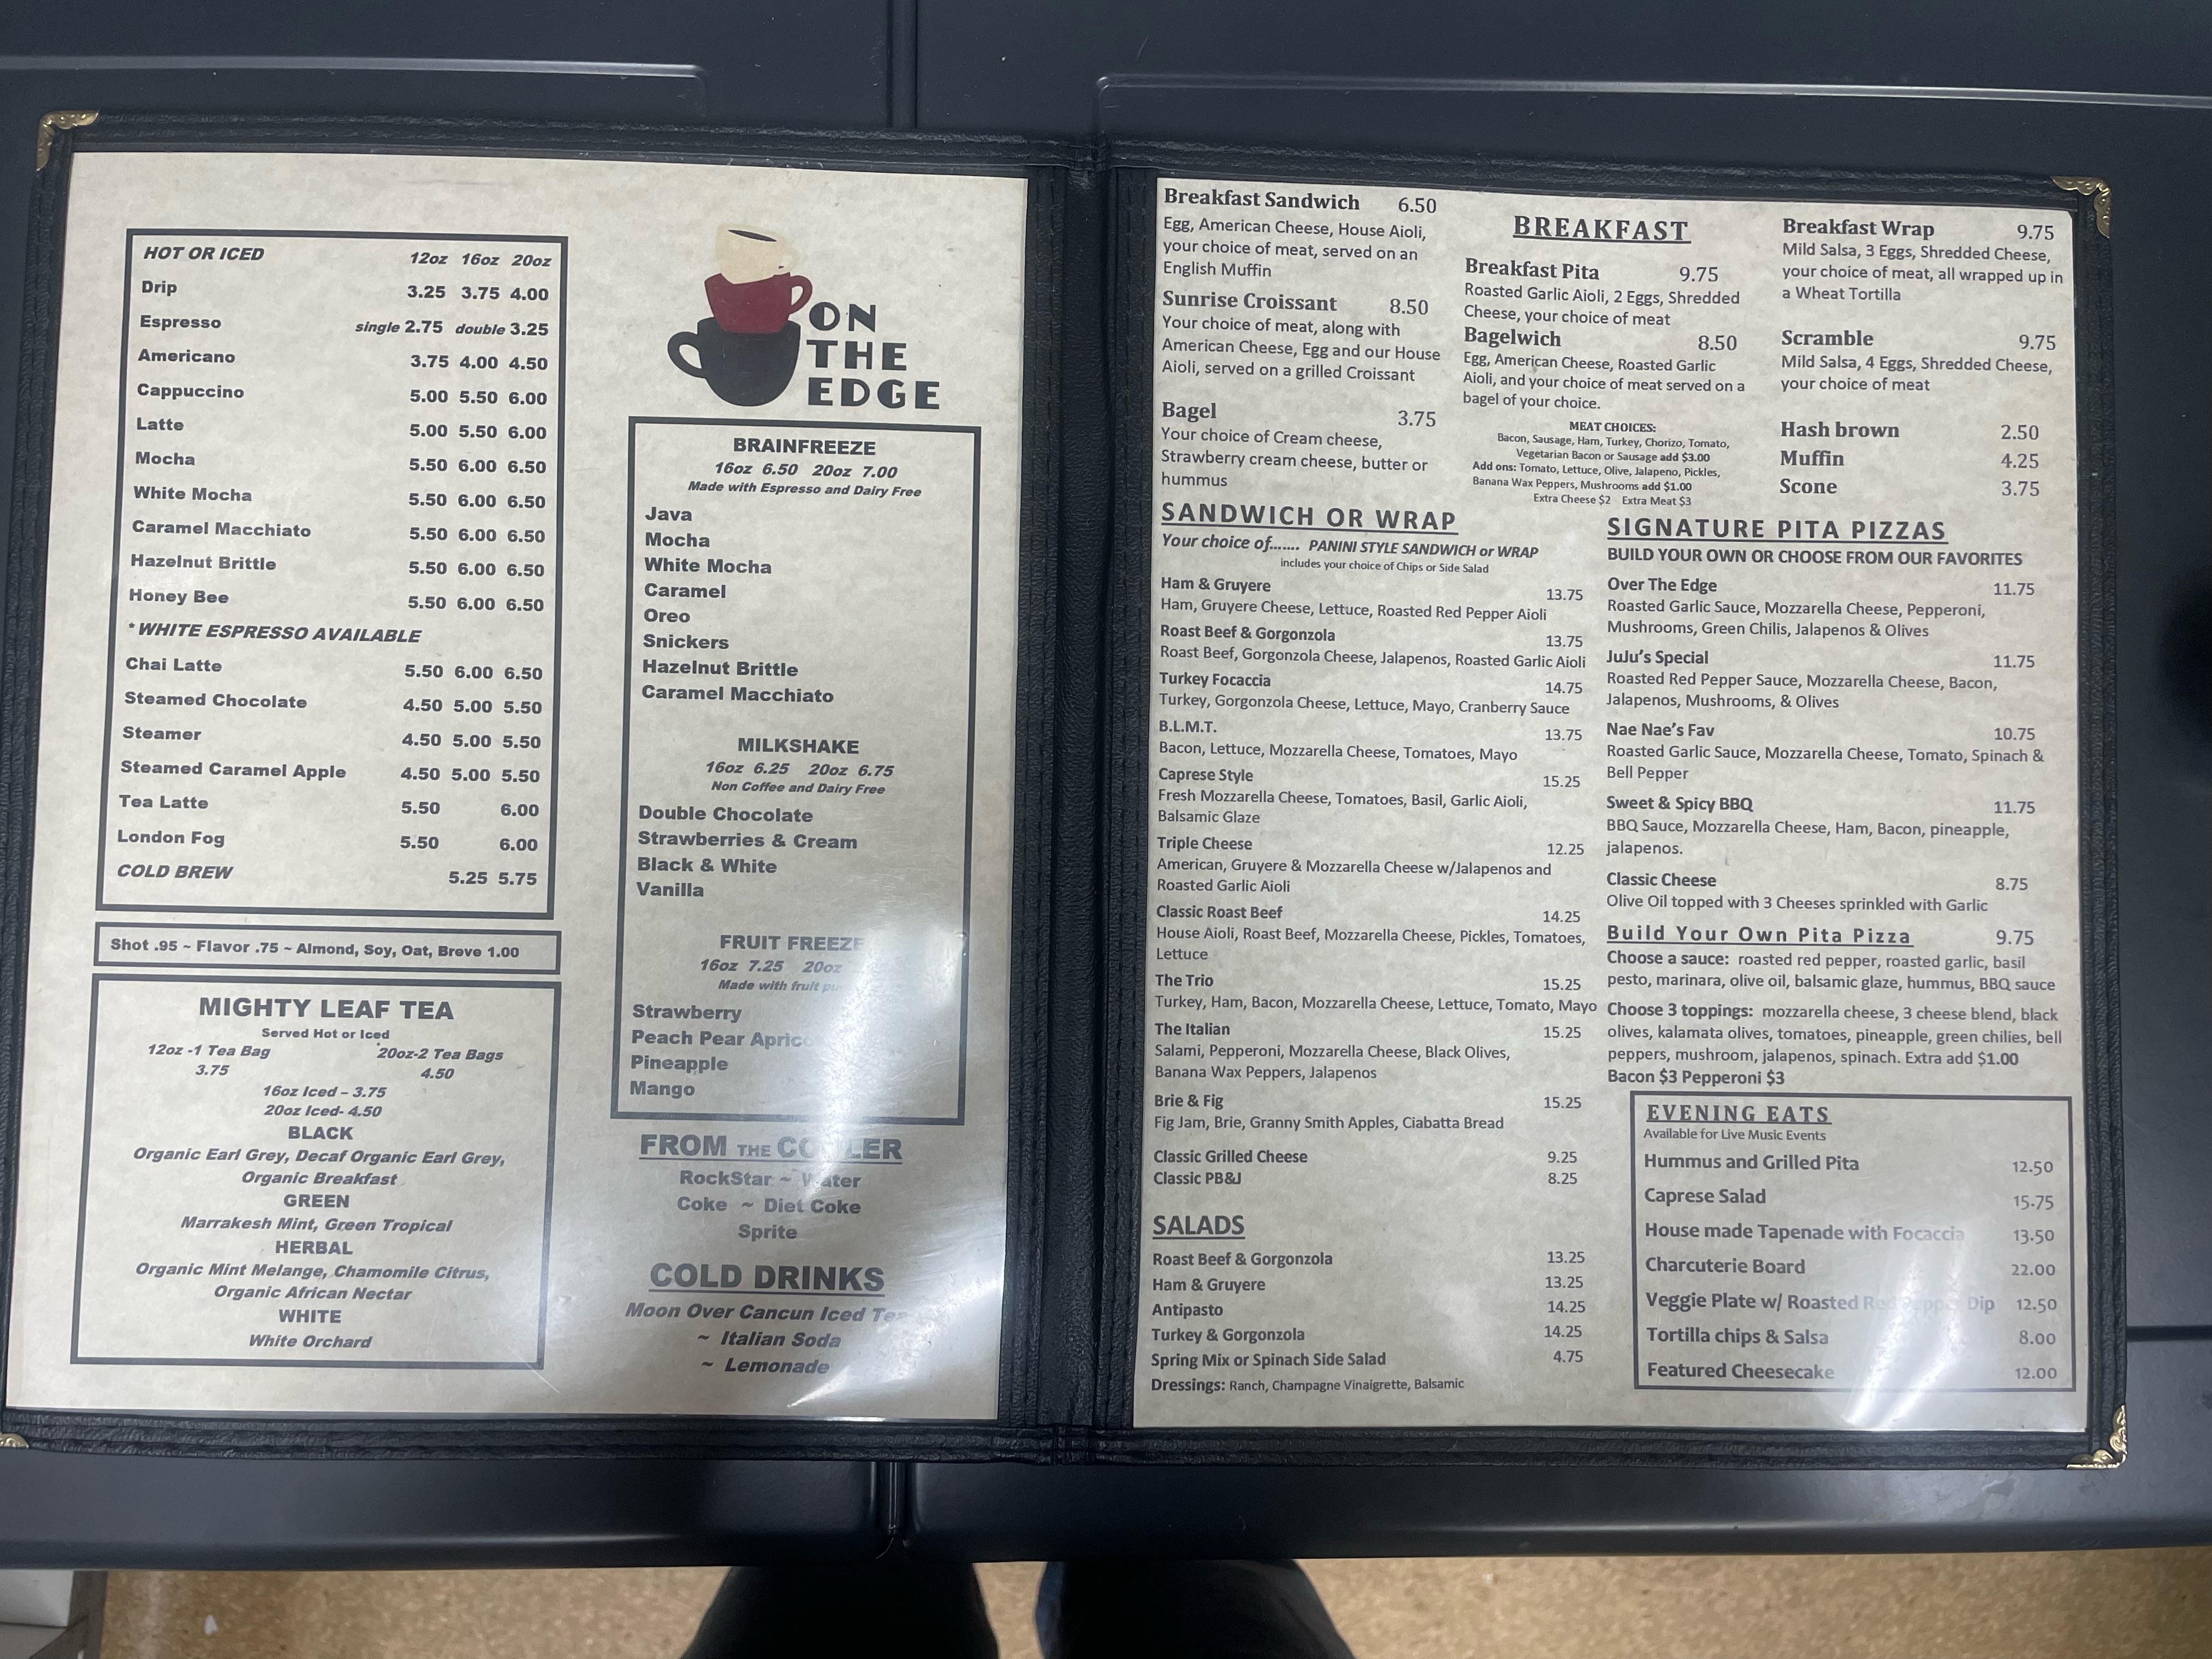 HOT OR ICED 12oz 16oz 20oz
Drip 3.25 3.75 4.00
Espresso single 2.75 double 3.25
Americano 3.75 4.00 4.50
Cappuccino 5.00 5.50 6.00
Latte 5.00 5.50 6.00
Mocha 5.50 6.00 6.50
White Mocha 5.50 6.00 6.50
Caramel Macchiato 5.50 6.00 6.50
Hazelnut Brittle 5.50 6.00 6.50
Honey Bee 5.50 6.00 6.50
* WHITE ESPRESSO AVAILABLE
Chai Latte 5.50 6.00 6.50
Steamed Chocolate 4.50 5.00 5.50
Steamer 4.50 5.00 5.50
Steamed Caramel Apple 4.50 5.00 5.50
Tea Latte 5.50 6.00
London Fog 5.50 6.00
COLD BREW 5.25 5.75
Shot .95 ~ Flavor .75 ~ Almond, Soy, Oat, Breve 1.00
MIGHTY LEAF TEA
Served Hot or Iced
12oz -1 Tea Bag 20oz-2 Tea Bags
3.75 4.50
16oz Iced – 3.75
20oz Iced- 4.50
BLACK
Organic Earl Grey, Decaf Organic Earl Grey,
Organic Breakfast
GREEN
Marrakesh Mint, Green Tropical
HERBAL
Organic Mint Melange, Chamomile Citrus,
Organic African Nectar
WHITE
White Orchard
ON
THE
EDGE
BRAINFREEZE
16oz 6.50 20oz 7.00
Made with Espresso and Dairy Free
Java
Mocha
White Mocha
Caramel
Oreo
Snickers
Hazelnut Brittle
Caramel Macchiato
MILKSHAKE
16oz 6.25 20oz 6.75
Non Coffee and Dairy Free
Double Chocolate
Strawberries & Cream
Black & White
Vanilla
FRUIT FREEZE
16oz 7.25 20oz
Made with fruit
Strawberry
Peach Pear
Pineapple
Mango
FROM THE COOLER
RockStar ~ Water
Coke ~ Diet Coke
Sprite
COLD DRINKS
Moon Over Cancun Iced Tea
~ Italian Soda
~ Lemonade
Breakfast Sandwich 6.50
Egg, American Cheese, House Aioli,
your choice of meat, served on an
English Muffin
Sunrise Croissant 8.50
Your choice of meat, along with
American Cheese, Egg and our House
Aioli, served on a grilled Croissant
Bagel 3.75
Your choice of Cream cheese,
Strawberry cream cheese, butter or
hummus
BREAKFAST
Breakfast Pita 9.75
Roasted Garlic Aioli, 2 Eggs, Shredded
Cheese, your choice of meat
Bagelwich 8.50
Egg, American Cheese, Roasted Garlic
Aioli, and your choice of meat served on a
bagel of your choice.
MEAT CHOICES:
Bacon, Sausage, Ham, Turkey, Chorizo, Tomato,
Vegetarian Bacon or Sausage add $3.00
Add ons: Tomato, Lettuce, Olive, Jalapeno, Pickles,
Banana Wax Peppers, Mushrooms add $1.00
Extra Cheese $2 Extra Meat $3
Breakfast Wrap 9.75
Mild Salsa, 3 Eggs, Shredded Cheese,
your choice of meat, all wrapped up in
a Wheat Tortilla
Scramble 9.75
Mild Salsa, 4 Eggs, Shredded Cheese,
your choice of meat
Hash brown 2.50
Muffin 4.25
Scone 3.75
SANDWICH OR WRAP
Your choice of....... PANINI STYLE SANDWICH or WRAP
includes your choice of Chips or Side Salad
Ham & Gruyere 13.75
Ham, Gruyere Cheese, Lettuce, Roasted Red Pepper Aioli
Roast Beef & Gorgonzola 13.75
Roast Beef, Gorgonzola Cheese, Jalapenos, Roasted Garlic Aioli
Turkey Focaccia 14.75
Turkey, Gorgonzola Cheese, Lettuce, Mayo, Cranberry Sauce
B.L.M.T. 13.75
Bacon, Lettuce, Mozzarella Cheese, Tomatoes, Mayo
Caprese Style 15.25
Fresh Mozzarella Cheese, Tomatoes, Basil, Garlic Aioli,
Balsamic Glaze
Triple Cheese 12.25
American, Gruyere & Mozzarella Cheese w/Jalapenos and
Roasted Garlic Aioli
Classic Roast Beef 14.25
House Aioli, Roast Beef, Mozzarella Cheese, Pickles, Tomatoes,
Lettuce
The Trio 15.25
Turkey, Ham, Bacon, Mozzarella Cheese, Lettuce, Tomato, Mayo
The Italian 15.25
Salami, Pepperoni, Mozzarella Cheese, Black Olives,
Banana Wax Peppers, Jalapenos
Brie & Fig 15.25
Fig Jam, Brie, Granny Smith Apples, Ciabatta Bread
Classic Grilled Cheese 9.25
Classic PB&J 8.25
SALADS
Roast Beef & Gorgonzola 13.25
Ham & Gruyere 13.25
Antipasto 14.25
Turkey & Gorgonzola 14.25
Spring Mix or Spinach Side Salad 4.75
Dressings: Ranch, Champagne Vinaigrette, Balsamic
SIGNATURE PITA PIZZAS
BUILD YOUR OWN OR CHOOSE FROM OUR FAVORITES
Over The Edge 11.75
Roasted Garlic Sauce, Mozzarella Cheese, Pepperoni,
Mushrooms, Green Chilis, Jalapenos & Olives
JuJu's Special 11.75
Roasted Red Pepper Sauce, Mozzarella Cheese, Bacon,
Jalapenos, Mushrooms, & Olives
Nae Nae's Fav 10.75
Roasted Garlic Sauce, Mozzarella Cheese, Tomato, Spinach &
Bell Pepper
Sweet & Spicy BBQ 11.75
BBQ Sauce, Mozzarella Cheese, Ham, Bacon, pineapple,
jalapenos.
Classic Cheese 8.75
Olive Oil topped with 3 Cheeses sprinkled with Garlic
Build Your Own Pita Pizza 9.75
Choose a sauce: roasted red pepper, roasted garlic, basil
pesto, marinara, olive oil, balsamic glaze, hummus, BBQ sauce
Choose 3 toppings: mozzarella cheese, 3 cheese blend, black
olives, kalamata olives, tomatoes, pineapple, green chilies, bell
peppers, mushroom, jalapenos, spinach. Extra add $1.00
Bacon $3 Pepperoni $3
EVENING EATS
Available for Live Music Events
Hummus and Grilled Pita 12.50
Caprese Salad 15.75
House made Tapenade with Focaccia 13.50
Charcuterie Board 22.00
Veggie Plate w/ Roasted Red Pepper Dip 12.50
Tortilla chips & Salsa 8.00
Featured Cheesecake 12.00